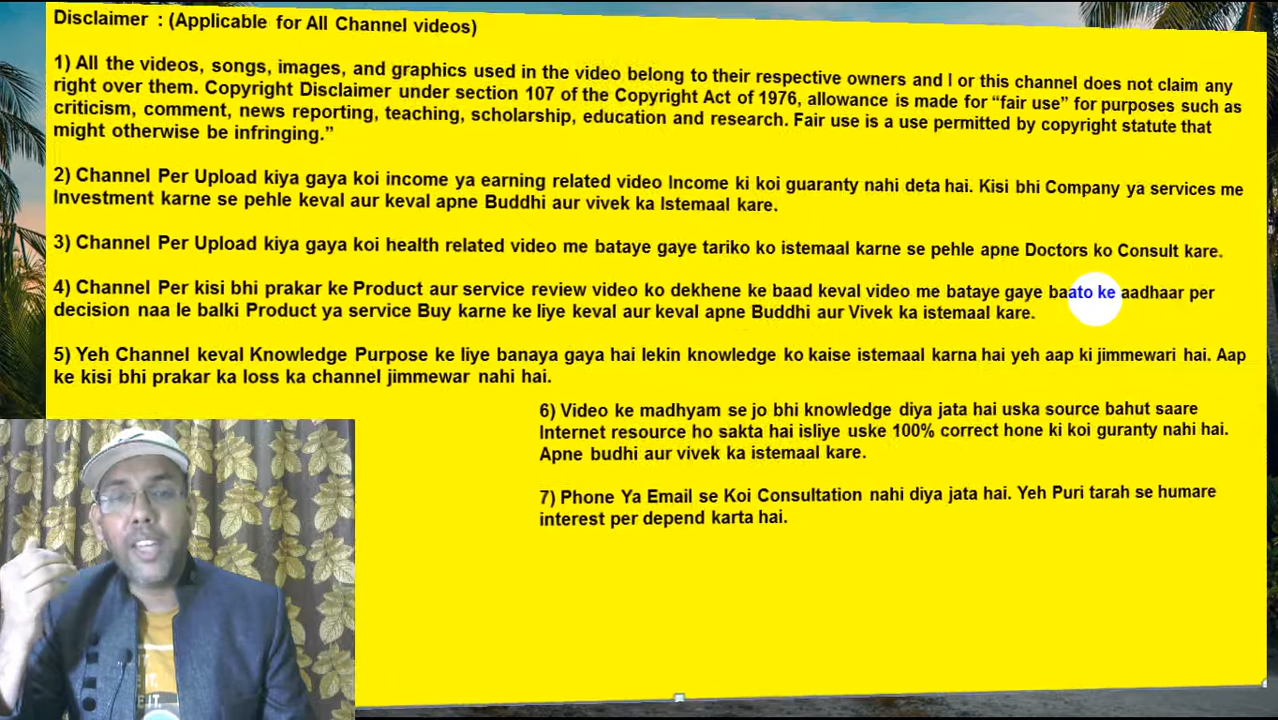 Disclaimer : (Applicable for All Channel videos)
1) All the videos, songs, images, and graphics used in the video belong to their respective owners and I or this channel does not claim any
right over them. Copyright Disclaimer under section 107 of the Copyright Act of 1976, allowance is made for “fair use” for purposes such as
criticism, comment, news reporting, teaching, scholarship, education and research. Fair use is a use permitted by copyright statute that
might otherwise be infringing.”
2) Channel Per Upload kiya gaya koi income ya earning related video Income ki koi guaranty nahi deta hai. Kisi bhi Company ya services me
Investment karne se pehle keval aur keval apne Buddhi aur vivek ka Istemaal kare.
3) Channel Per Upload kiya gaya koi health related video me bataye gaye tariko ko istemaal karne se pehle apne Doctors ko Consult kare.
4) Channel Per kisi bhi prakar ke Product aur service review video ko dekhene ke baad keval video me bataye gaye baato ke aadhaar per
decision naa le balki Product ya service Buy karne ke liye keval aur keval apne Buddhi aur Vivek ka istemaal kare.
5) Yeh Channel keval Knowledge Purpose ke liye banaya gaya hai lekin knowledge ko kaise istemaal karna hai yeh aap ki jimmewari hai. Aap
ke kisi bhi prakar ka loss ka channel jimmewar nahi hai.
6) Video ke madhyam se jo bhi knowledge diya jata hai uska source bahut saare
Internet resource ho sakta hai isliye uske 100% correct hone ki koi guranty nahi hai.
Apne budhi aur vivek ka istemaal kare.
7) Phone Ya Email se Koi Consultation nahi diya jata hai. Yeh Puri tarah se humare
interest per depend karta hai.